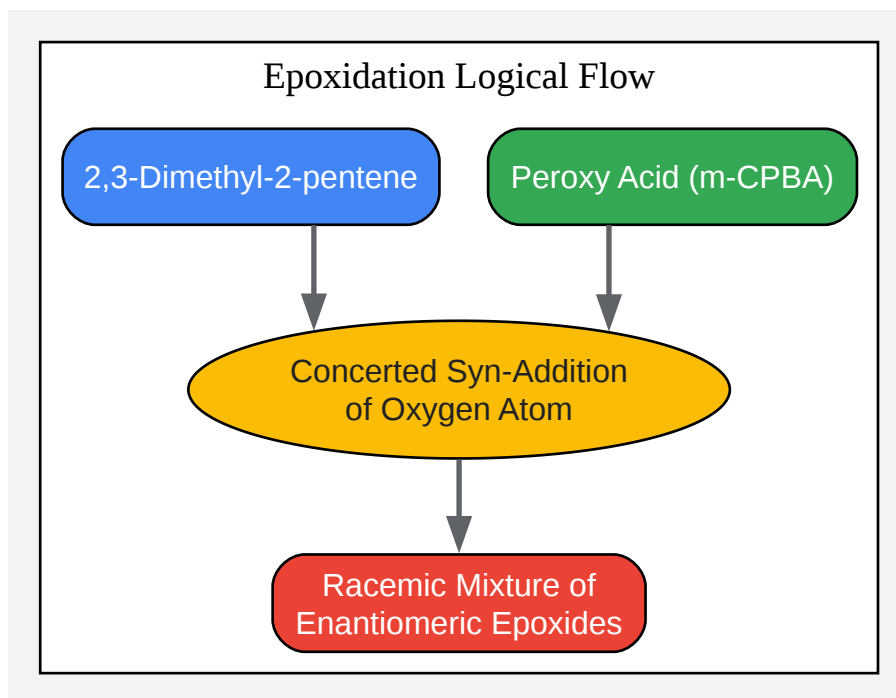 Epoxidation Logical Flow
2,3-Dimethyl-2-pentene
Peroxy Acid (m-CPBA)
Concerted Syn-Addition
of Oxygen Atom
Racemic Mixture of
Enantiomeric Epoxides